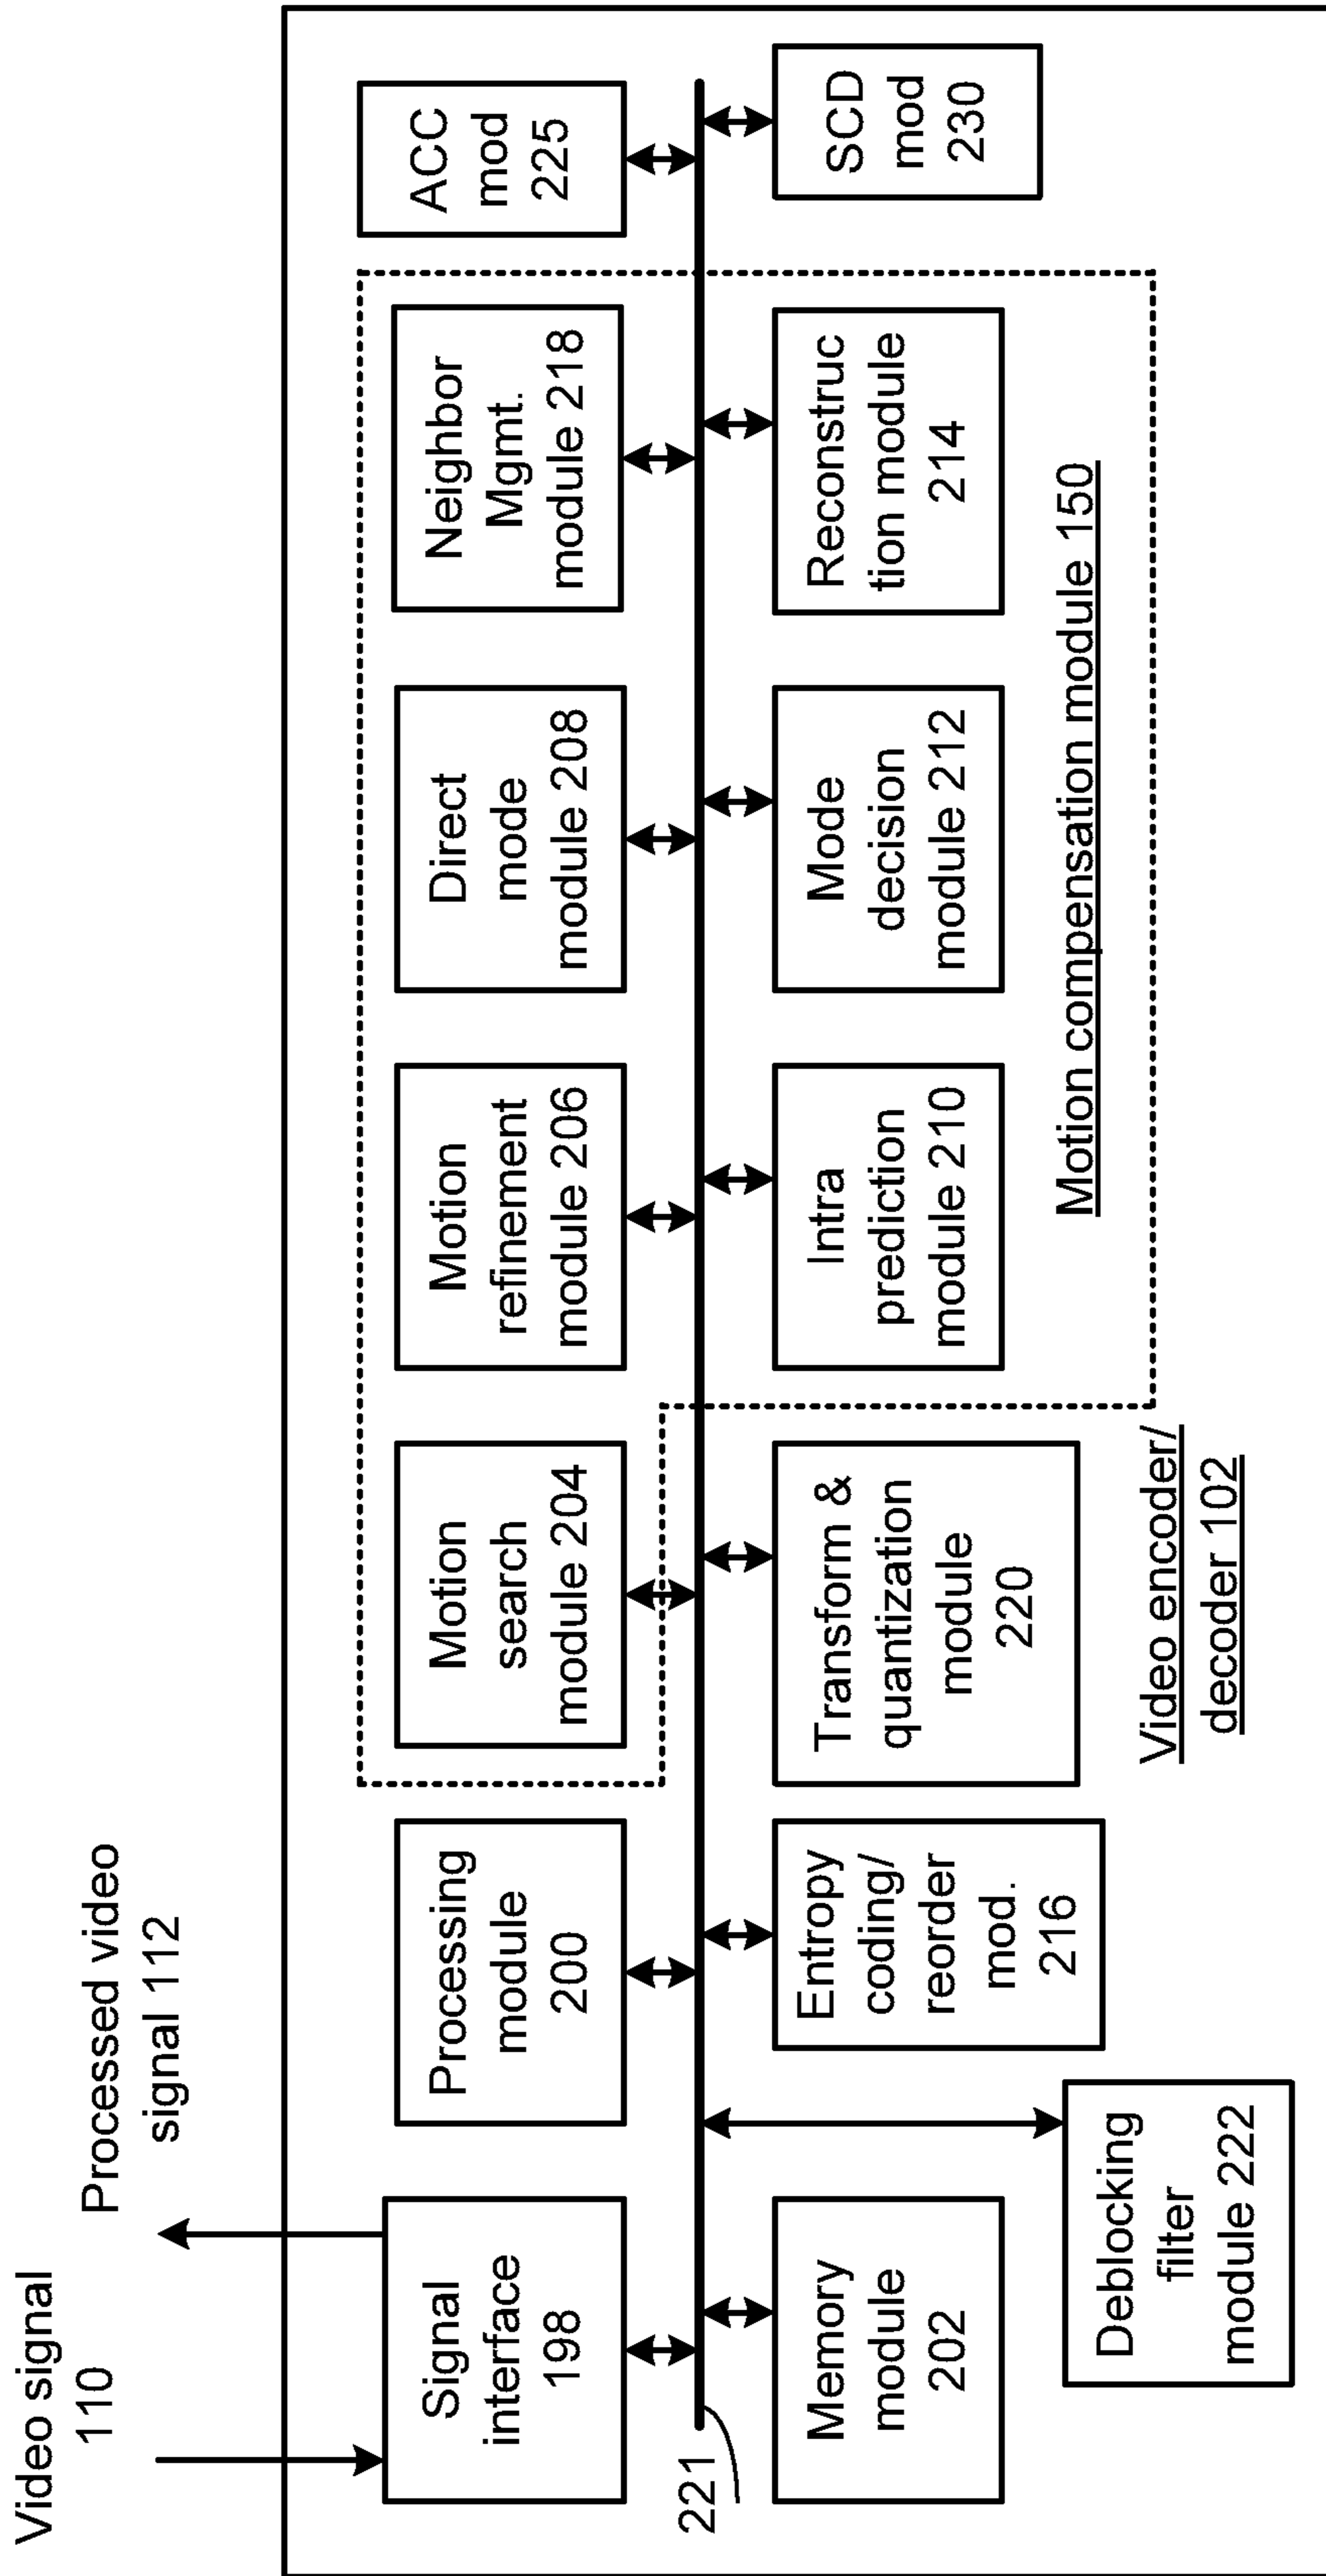 Video signal
110
Processed video
signal 112
Signal
interface
198
Processing
module
200
Motion
search
module 204
Motion
refinement
module 206
Direct
mode
module 208
Neighbor
Mgmt.
module 218
ACC
mod
225
221
Memory
module
202
Entropy
coding/
reorder
mod.
216
Transform &
quantization
module
220
Intra
prediction
module 210
Mode
decision
module 212
Reconstruc
tion module
214
SCD
mod
230
Deblocking
filter
module 222
Motion compensation module 150
Video encoder/
decoder 102